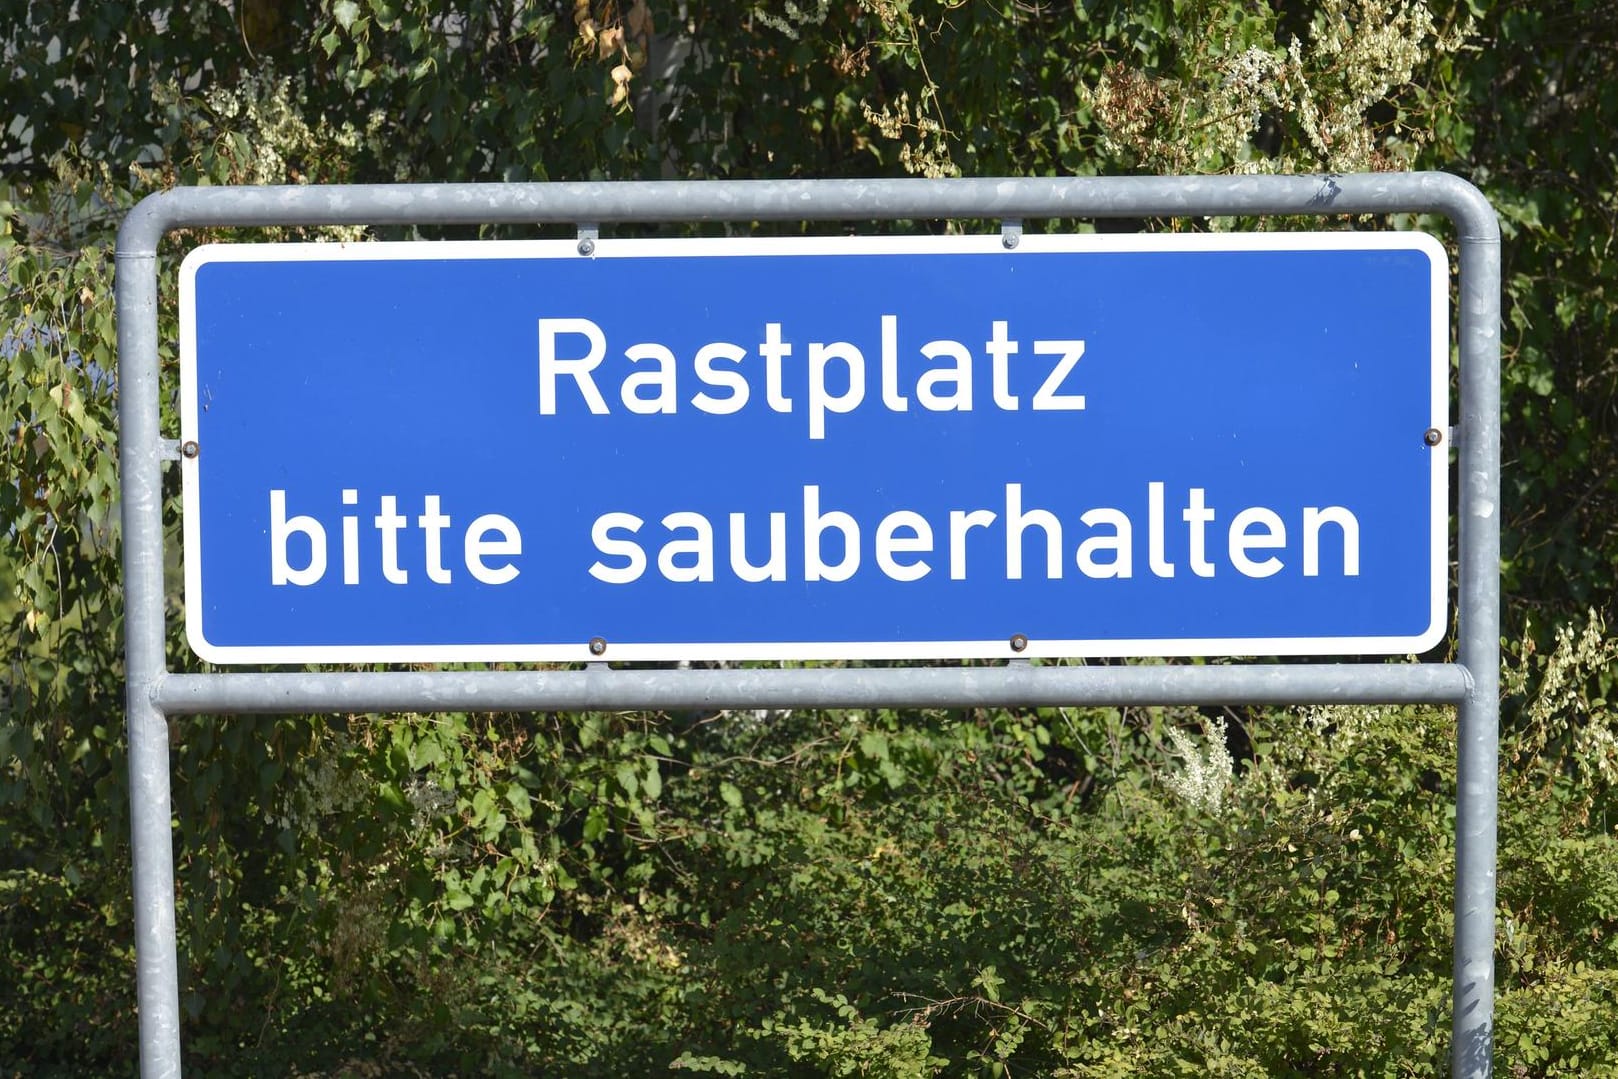 Rastplatz
bitte sauberhalten